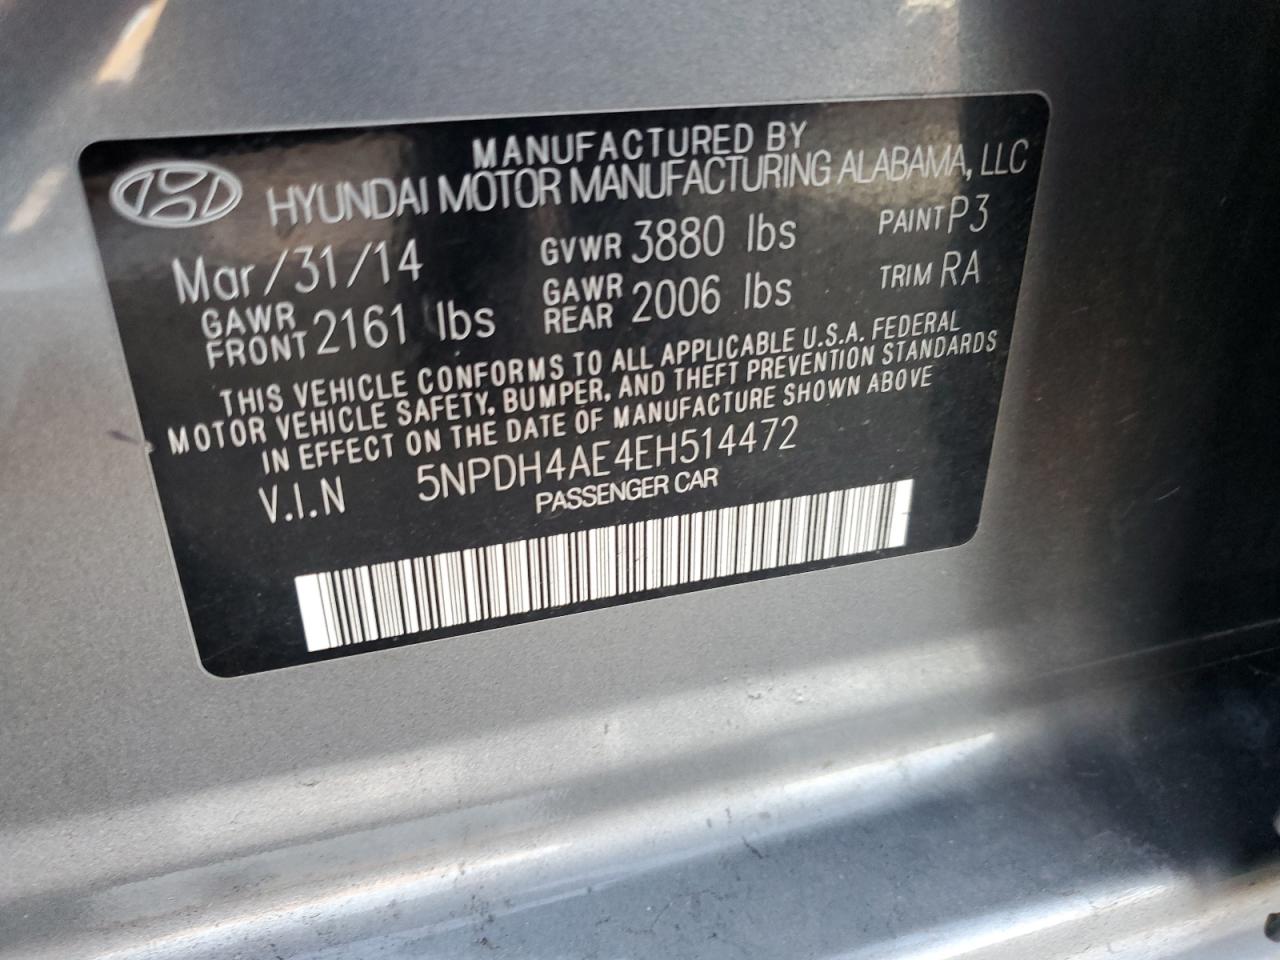 MANUFACTURED BY
HYUNDAI MOTOR MANUFACTURING ALABAMA, LLC
Mar/31/14 GVWR 3880 lbs PAINT P3
GAWR FRONT 2161 lbs GAWR REAR 2006 lbs TRIM RA
THIS VEHICLE CONFORMS TO ALL APPLICABLE U.S.A. FEDERAL
MOTOR VEHICLE SAFETY, BUMPER, AND THEFT PREVENTION STANDARDS
IN EFFECT ON THE DATE OF MANUFACTURE SHOWN ABOVE
V.I.N 5NPDH4AE4EH514472
PASSENGER CAR